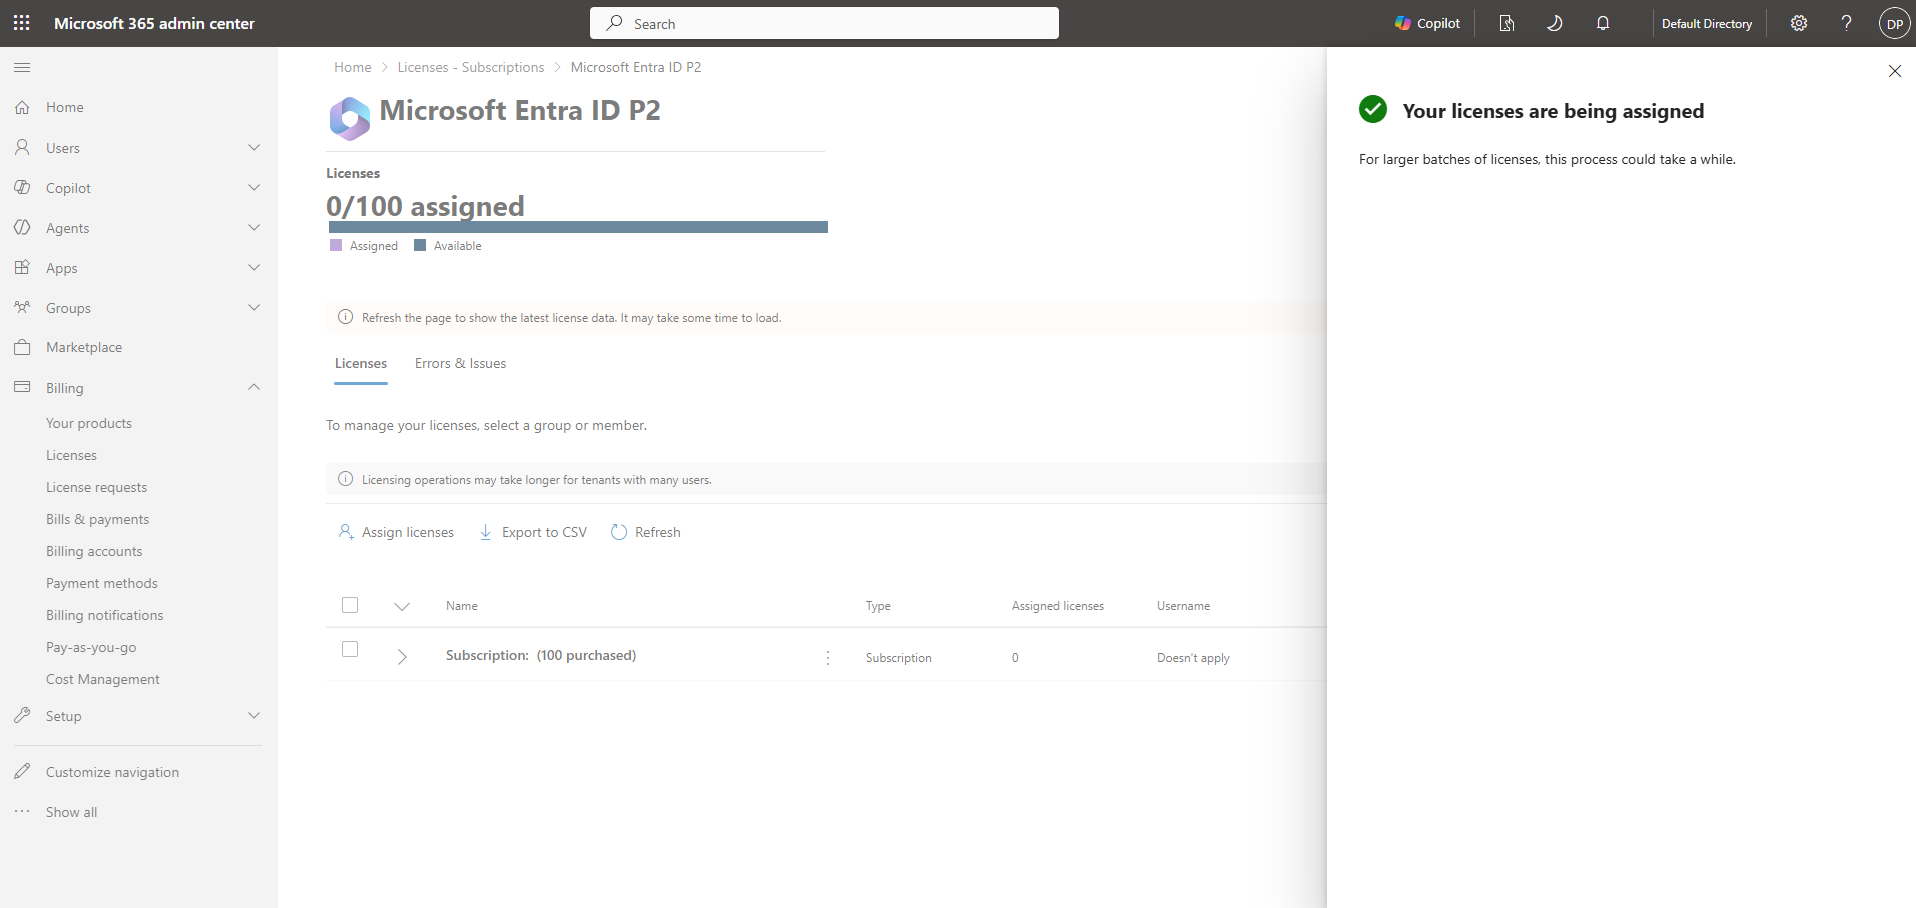 Microsoft 365 admin center
Search
Copilot
Default Directory
DP
Home
Users
Copilot
Agents
Apps
Groups
Marketplace
Billing
Your products
Licenses
License requests
Bills & payments
Billing accounts
Payment methods
Billing notifications
Pay-as-you-go
Cost Management
Setup
Customize navigation
Show all
Home Licenses - Subscriptions Microsoft Entra ID P2
Microsoft Entra ID P2
Licenses
0/100 assigned
Assigned Available
Refresh the page to show the latest license data. It may take some time to load.
Licenses Errors & Issues
To manage your licenses, select a group or member.
Licensing operations may take longer for tenants with many users.
Assign licenses Export to CSV Refresh
Name Type Assigned licenses Username
Subscription: (100 purchased) Subscription 0 Doesn't apply
Your licenses are being assigned
For larger batches of licenses, this process could take a while.